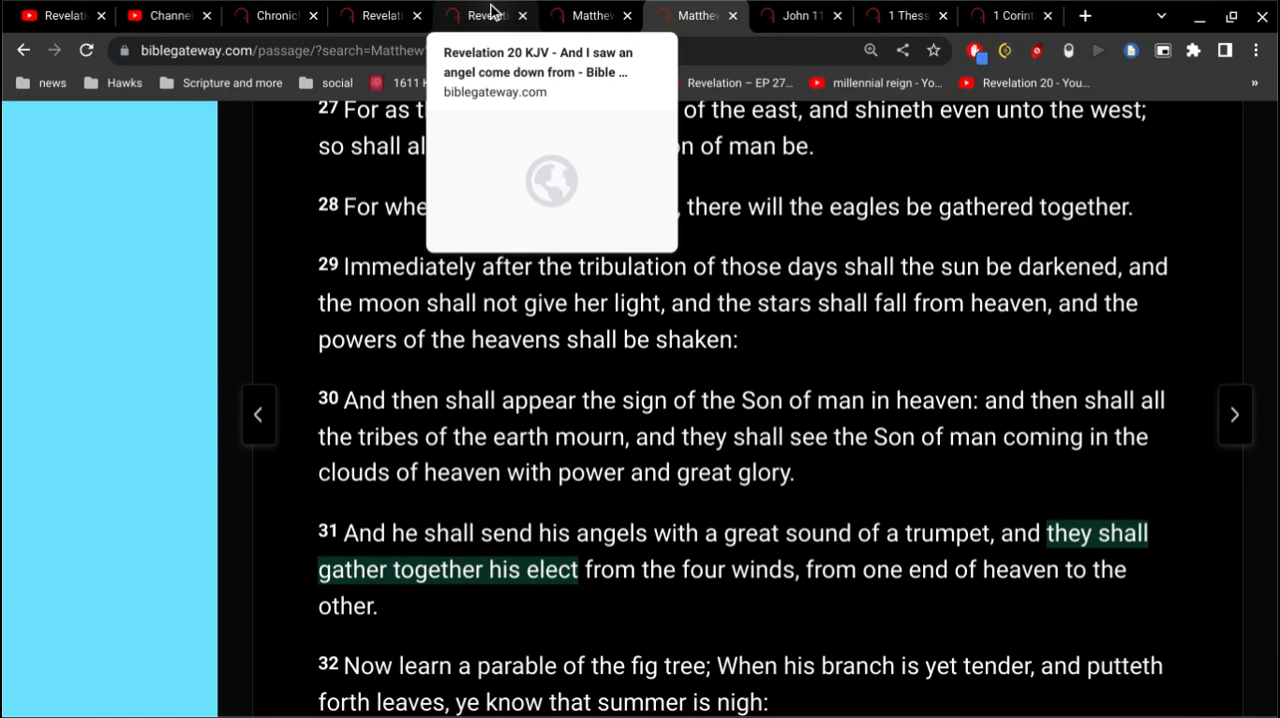 Revelati
Channel
Chronicl
Revelati
Revelati
Matthew
Matthew
John 11
1 Thess
1 Corint
biblegateway.com/passage/?search=Matthew
news
Hawks
Scripture and more
social
1611 K
Revelation – EP 27...
millennial reign - Yo...
Revelation 20 - You...
»
Revelation 20 KJV - And I saw an
angel come down from - Bible ...
biblegateway.com
27 For as t of the east, and shineth even unto the west;
so shall al n of man be.
28 For whe , there will the eagles be gathered together.
29 Immediately after the tribulation of those days shall the sun be darkened, and
the moon shall not give her light, and the stars shall fall from heaven, and the
powers of the heavens shall be shaken:
30 And then shall appear the sign of the Son of man in heaven: and then shall all
the tribes of the earth mourn, and they shall see the Son of man coming in the
clouds of heaven with power and great glory.
31 And he shall send his angels with a great sound of a trumpet, and they shall
gather together his elect from the four winds, from one end of heaven to the
other.
32 Now learn a parable of the fig tree; When his branch is yet tender, and putteth
forth leaves, ye know that summer is nigh: